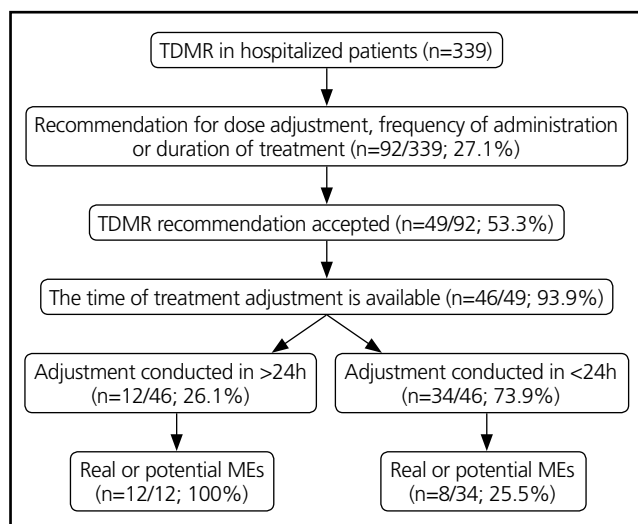 TDMR in hospitalized patients (n=339)
Recommendation for dose adjustment, frequency of administration
or duration of treatment (n=92/339; 27.1%)
TDMR recommendation accepted (n=49/92; 53.3%)
The time of treatment adjustment is available (n=46/49; 93.9%)
Adjustment conducted in >24h
(n=12/46; 26.1%)
Adjustment conducted in <24h
(n=34/46; 73.9%)
Real or potential MEs
(n=12/12; 100%)
Real or potential MEs
(n=8/34; 25.5%)